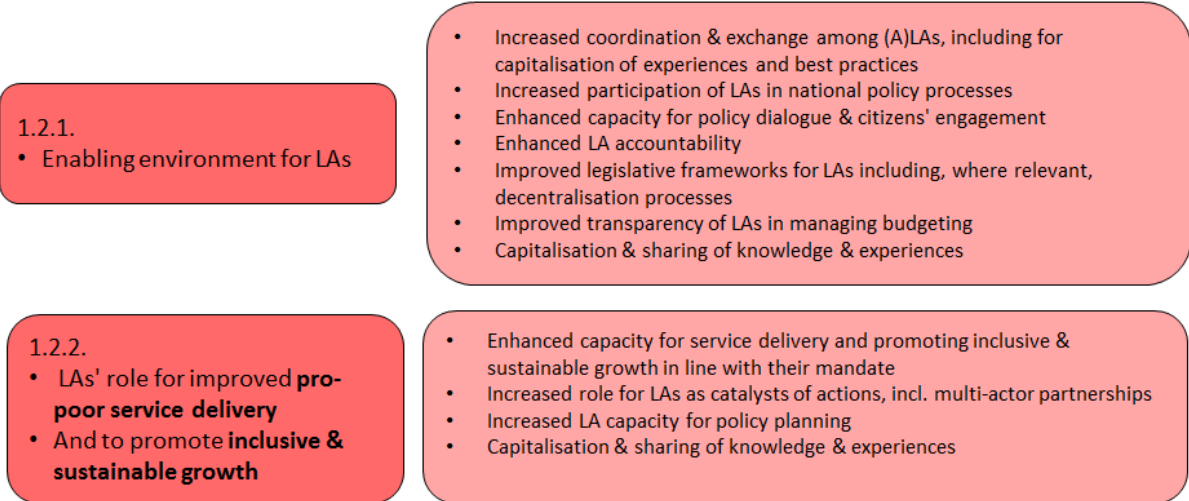 1.2.1.
• Enabling environment for LAs
• Increased coordination & exchange among (A)LAs, including for
capitalisation of experiences and best practices
• Increased participation of LAs in national policy processes
• Enhanced capacity for policy dialogue & citizens' engagement
• Enhanced LA accountability
• Improved legislative frameworks for LAs including, where relevant,
decentralisation processes
• Improved transparency of LAs in managing budgeting
• Capitalisation & sharing of knowledge & experiences
1.2.2.
• LAs' role for improved pro-
poor service delivery
• And to promote inclusive &
sustainable growth
• Enhanced capacity for service delivery and promoting inclusive &
sustainable growth in line with their mandate
• Increased role for LAs as catalysts of actions, incl. multi-actor partnerships
• Increased LA capacity for policy planning
• Capitalisation & sharing of knowledge & experiences